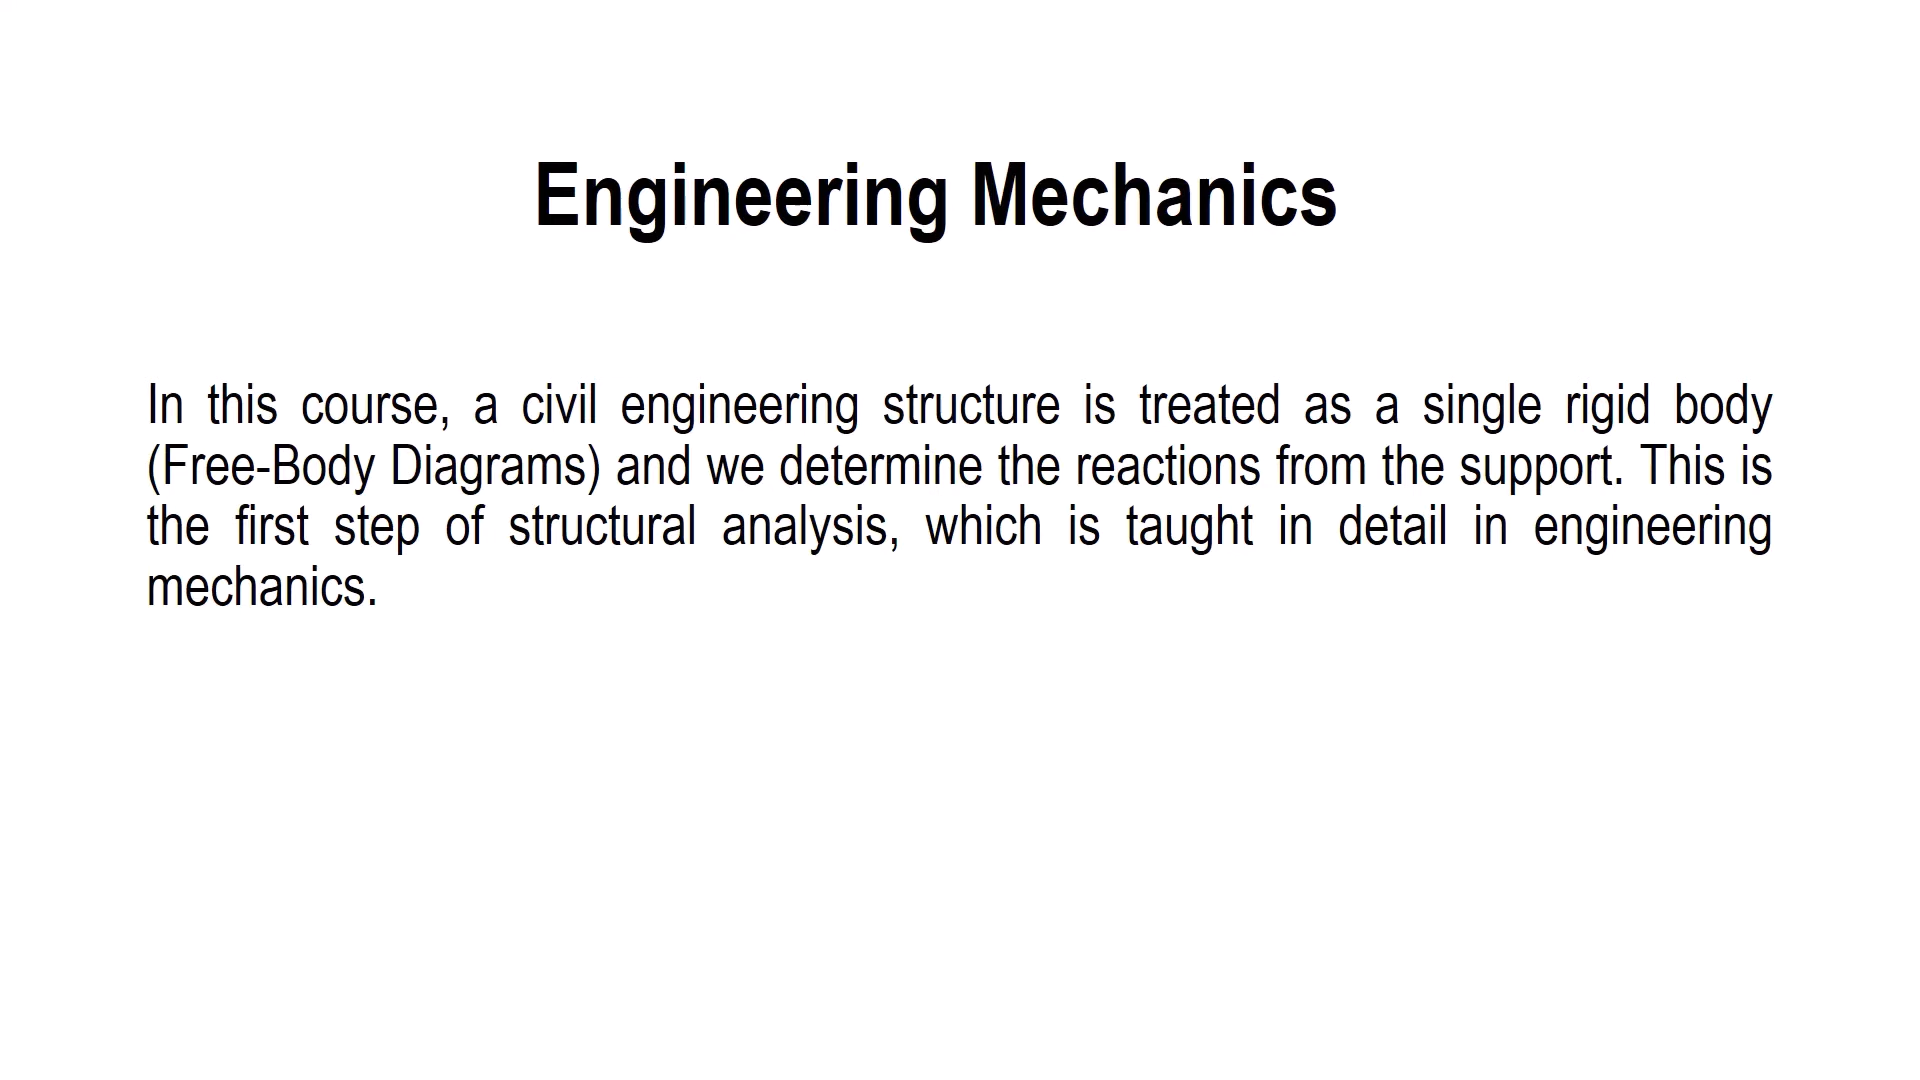 Engineering Mechanics
In this course, a civil engineering structure is treated as a single rigid body
(Free-Body Diagrams) and we determine the reactions from the support. This is
the first step of structural analysis, which is taught in detail in engineering
mechanics.